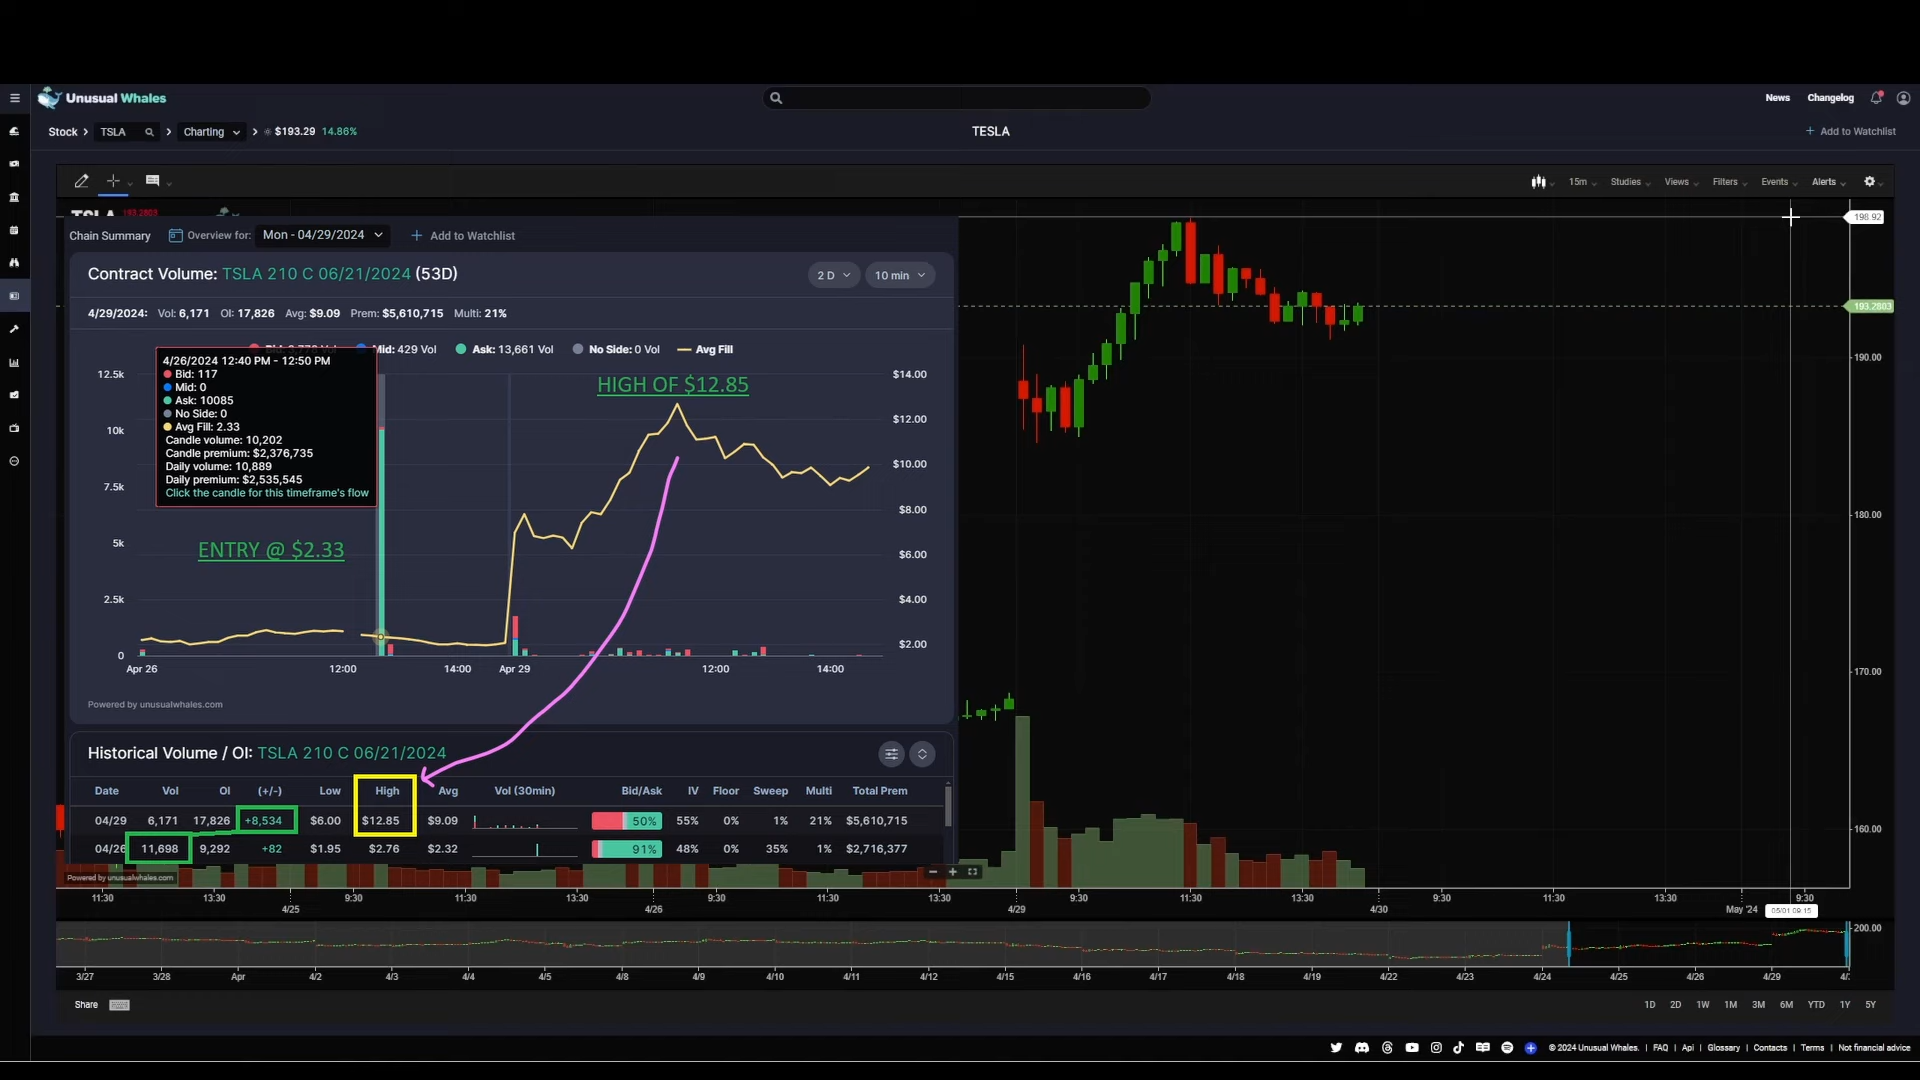 Unusual Whales
News
Changelog
Stock
TSLA
Charting
$193.29 14.86%
TESLA
+ Add to Watchlist
15m
Studies
Views
Filters
Events
Alerts
198.92
Chain Summary
Overview for: Mon - 04/29/2024
+ Add to Watchlist
Contract Volume: TSLA 210 C 06/21/2024 (53D)
2 D
10 min
4/29/2024: Vol: 6,171 OI: 17,826 Avg: $9.09 Prem: $5,610,715 Multi: 21%
Mid: 429 Vol
Ask: 13,661 Vol
No Side: 0 Vol
Avg Fill
4/26/2024 12:40 PM - 12:50 PM
Bid: 117
Mid: 0
Ask: 10085
No Side: 0
Avg Fill: 2.33
Candle volume: 10,202
Candle premium: $2,376,735
Daily volume: 10,889
Daily premium: $2,535,545
Click the candle for this timeframe's flow
HIGH OF $12.85
ENTRY @ $2.33
12.5k
10k
7.5k
5k
2.5k
0
$14.00
$12.00
$10.00
$8.00
$6.00
$4.00
$2.00
Apr 26
12:00
14:00
Apr 29
12:00
14:00
Powered by unusualwhales.com
193.2803
190.00
180.00
170.00
160.00
Historical Volume / OI: TSLA 210 C 06/21/2024
Date Vol OI (+/-) Low High Avg Vol (30min) Bid/Ask IV Floor Sweep Multi Total Prem
04/29 6,171 17,826 +8,534 $6.00 $12.85 $9.09 50% 55% 0% 1% 21% $5,610,715
04/26 11,698 9,292 +82 $1.95 $2.76 $2.32 91% 48% 0% 35% 1% $2,716,377
Powered by unusualwhales.com
11:30 13:30 9:30 11:30 13:30 9:30 11:30 13:30 9:30 11:30 13:30 9:30 11:30 13:30 9:30
4/25 4/26 4/29 4/30 May '24
05/01 09:15
200.00
3/27 3/28 Apr 4/2 4/3 4/4 4/5 4/8 4/9 4/10 4/11 4/12 4/15 4/16 4/17 4/18 4/19 4/22 4/23 4/24 4/25 4/26 4/29
Share
1D 2D 1W 1M 3M 6M YTD 1Y 5Y
© 2024 Unusual Whales. | FAQ | Api | Glossary | Contacts | Terms | Not financial advice